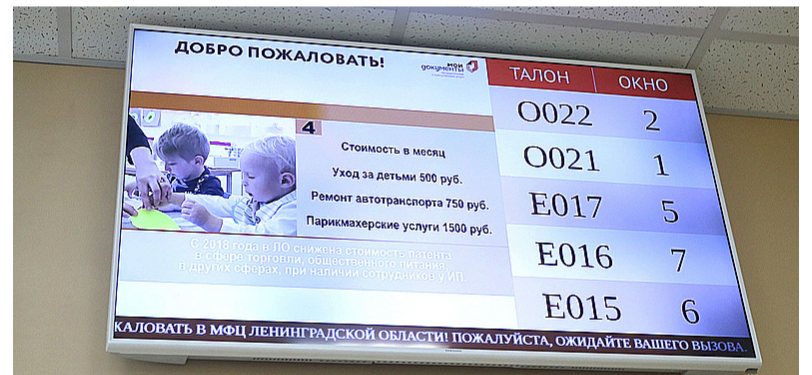 ДОБРО ПОЖАЛОВАТЬ!
мои
документы
ТАЛОН ОКНО
О022 2
О021 1
Е017 5
Е016 7
Е015 6
4
Стоимость в месяц
Уход за детьми 500 руб.
Ремонт автотранспорта 750 руб.
Парикмахерские услуги 1500 руб.
С 2018 года в ЛО снижена стоимость патента
в сфере торговли, общественного питания,
в других сферах, при наличии сотрудников у ИП.
КАЛОВАТЬ В МФЦ ЛЕНИНГРАДСКОЙ ОБЛАСТИ! ПОЖАЛУЙСТА, ОЖИДАЙТЕ ВАШЕГО ВЫЗОВА.